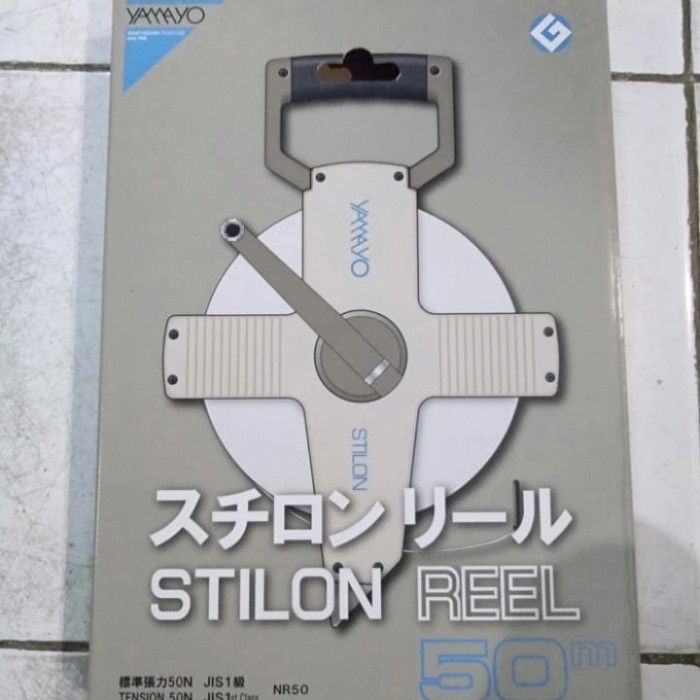 YAMAYO
YAMAYO
STILON
スチロン リール
STILON REEL
50m
標準張力50N JIS1級 NR50
TENSION 50N JIS1st Class